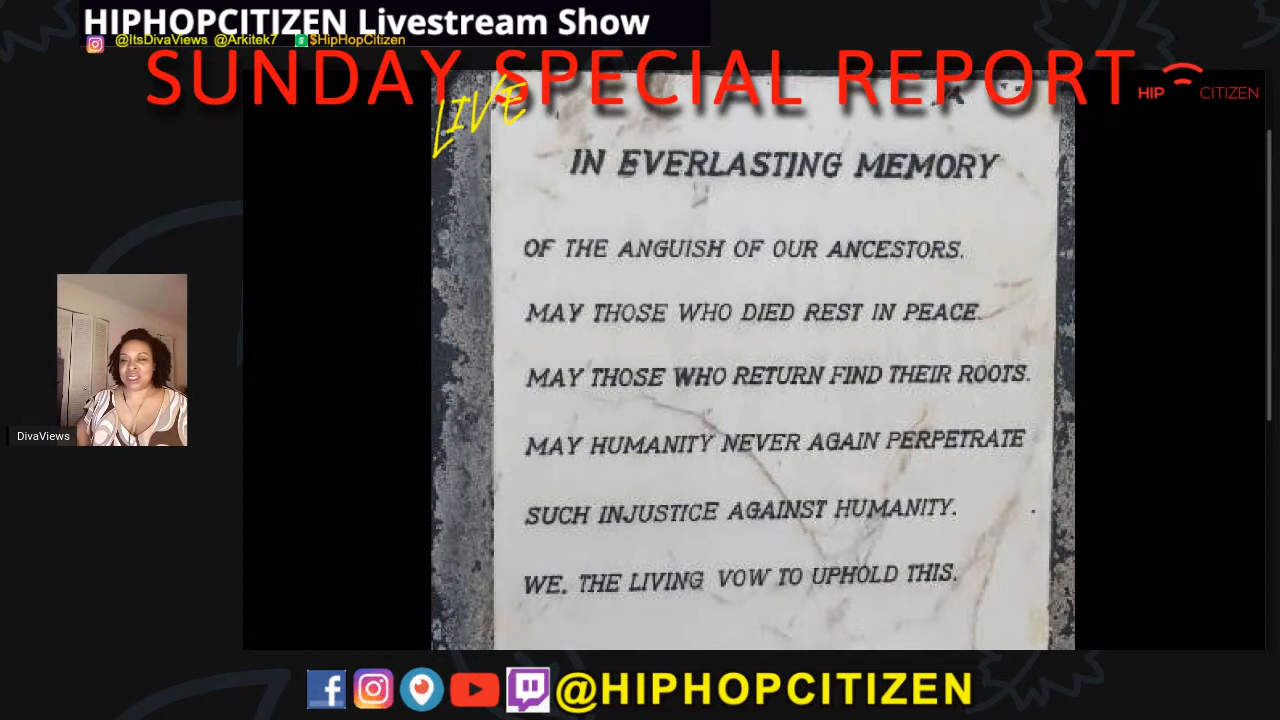 HIPHOPCITIZEN Livestream Show
@ItsDivaViews @Arkitek7 $HipHopCitizen
SUNDAY SPECIAL REPORT
LIVE
HIP CITIZEN
IN EVERLASTING MEMORY
OF THE ANGUISH OF OUR ANCESTORS.
MAY THOSE WHO DIED REST IN PEACE.
MAY THOSE WHO RETURN FIND THEIR ROOTS.
MAY HUMANITY NEVER AGAIN PERPETRATE
SUCH INJUSTICE AGAINST HUMANITY.
WE. THE LIVING VOW TO UPHOLD THIS.
DivaViews
@HIPHOPCITIZEN